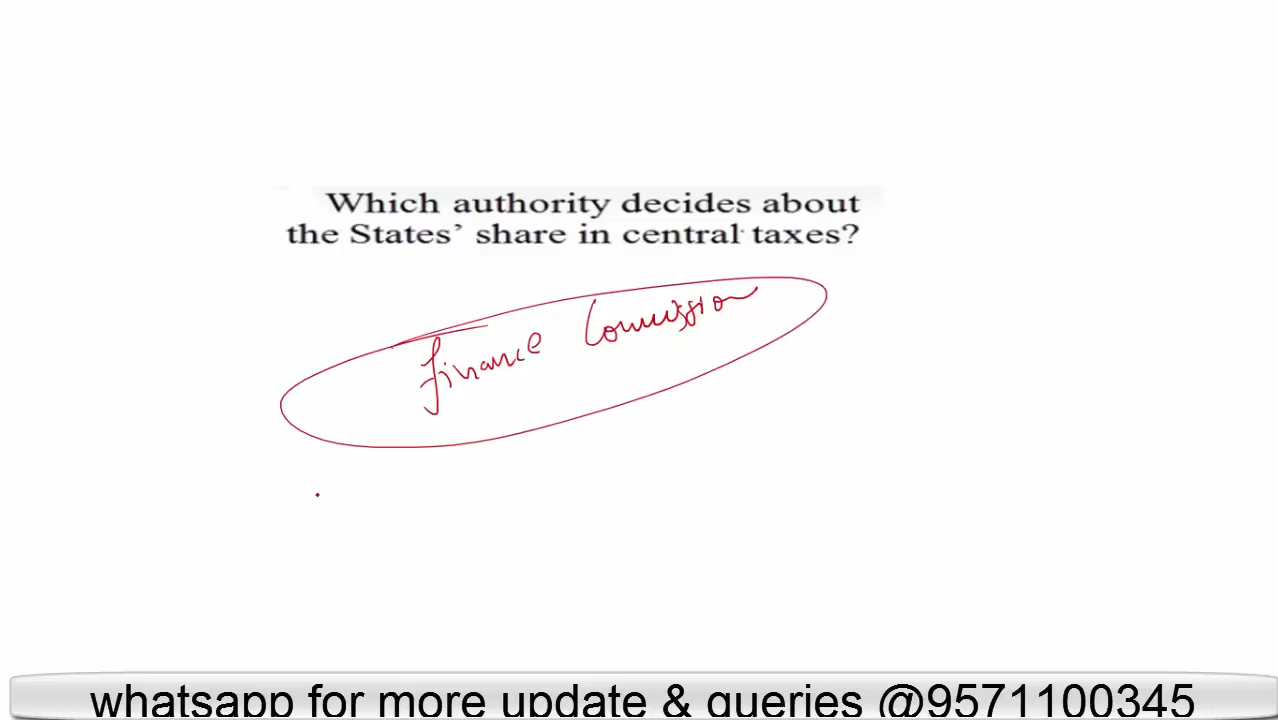 Which authority decides about
the States' share in central taxes?
finance Commission
whatsapp for more update & queries @9571100345